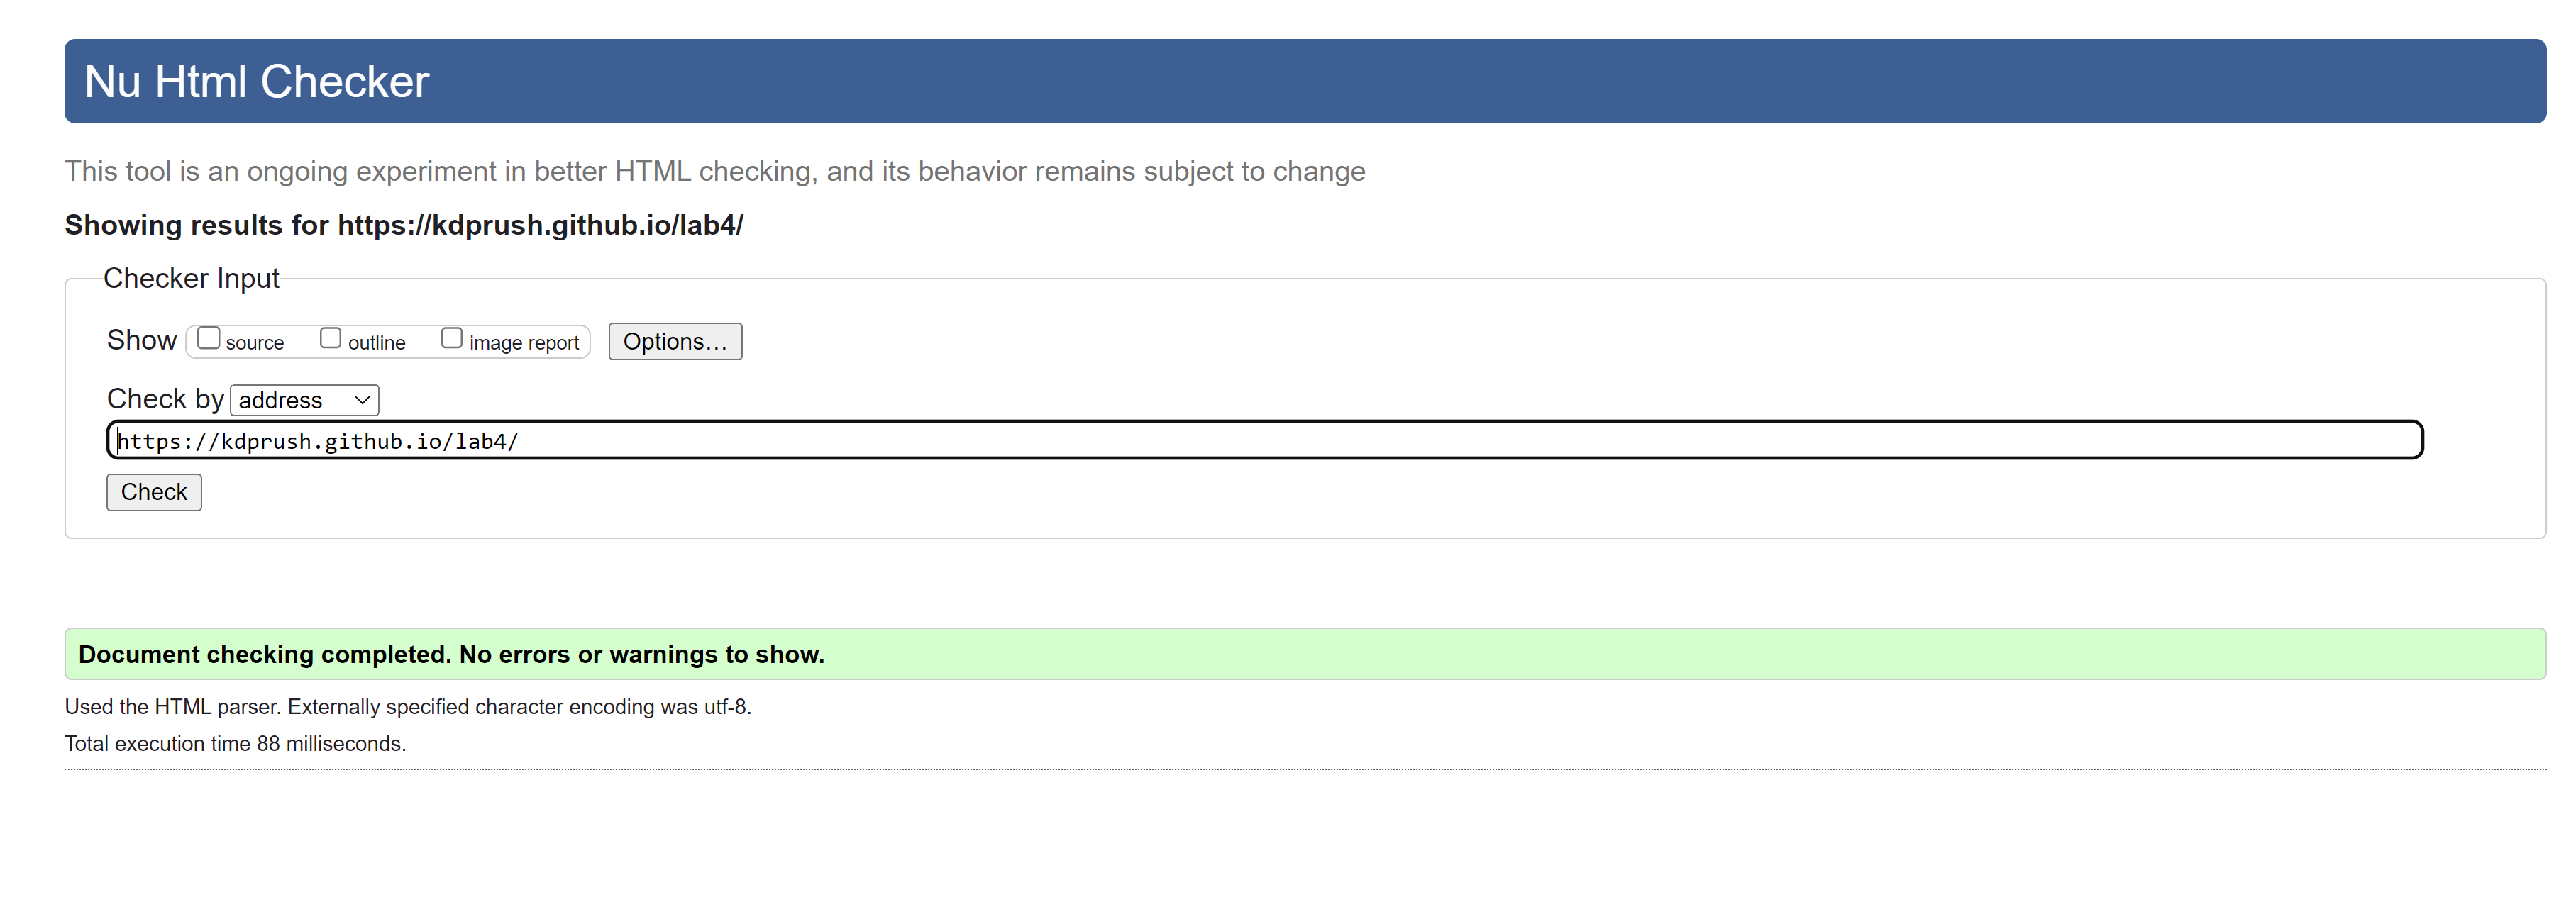 Nu Html Checker
This tool is an ongoing experiment in better HTML checking, and its behavior remains subject to change
Showing results for https://kdprush.github.io/lab4/
Checker Input
Show source outline image report Options…
Check by address
https://kdprush.github.io/lab4/
Check
Document checking completed. No errors or warnings to show.
Used the HTML parser. Externally specified character encoding was utf-8.
Total execution time 88 milliseconds.